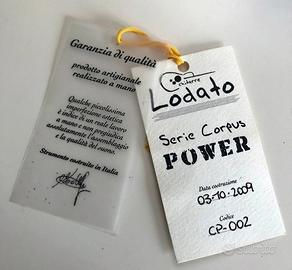 Garanzia di qualità
prodotto artigianale
realizzato a mano
Qualche piccolissima
imperfezione estetica
è indice di un reale lavoro
a mano e non pregiudica
assolutamente l'assemblaggio
e la qualità del suono.
Strumento costruito in Italia
chitarre
Lodato
Serie Corpus
POWER
Data costruzione
03-10-2009
Codice
CP-002